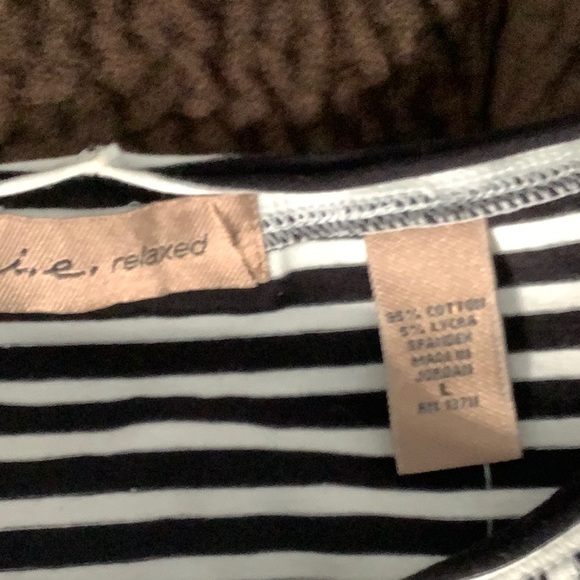 i.e. relaxed
95% COTTON
5% LYCRA
SPANDEX
MADE IN
JORDAN
L